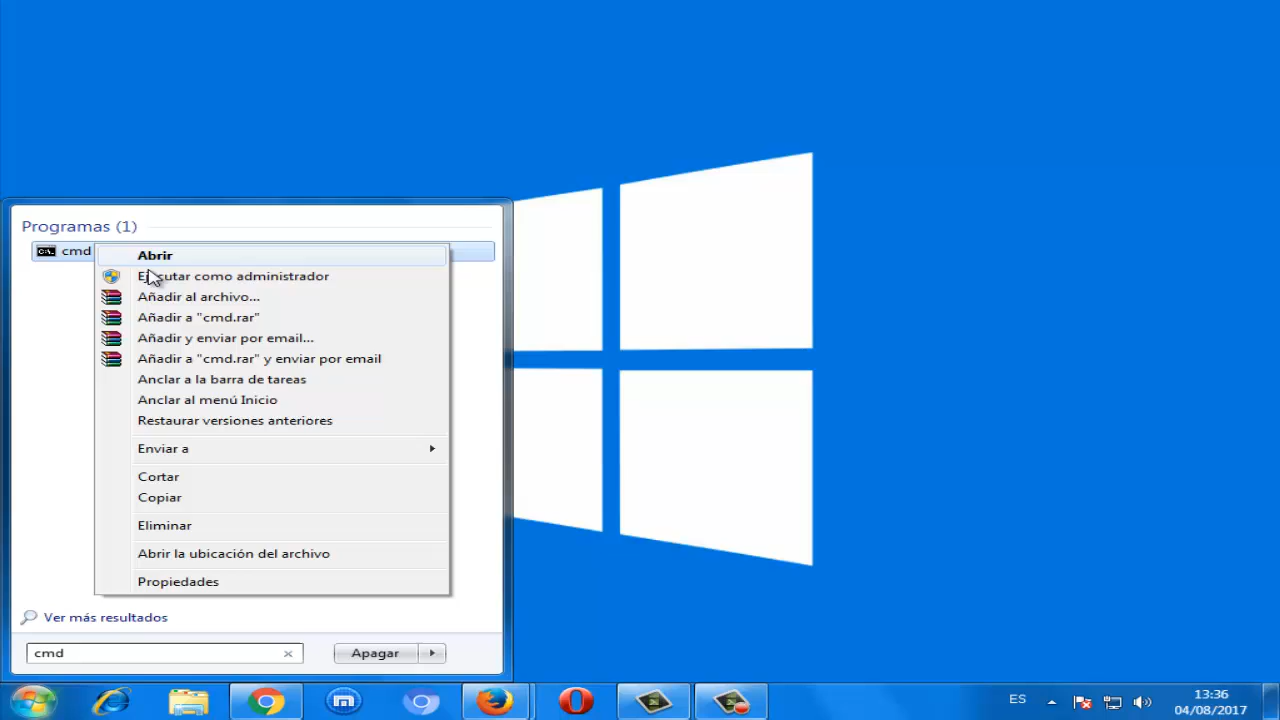 Programas (1)
cmd
Abrir
Ejecutar como administrador
Añadir al archivo...
Añadir a "cmd.rar"
Añadir y enviar por email...
Añadir a "cmd.rar" y enviar por email
Anclar a la barra de tareas
Anclar al menú Inicio
Restaurar versiones anteriores
Enviar a
Cortar
Copiar
Eliminar
Abrir la ubicación del archivo
Propiedades
Ver más resultados
cmd
Apagar
ES
13:36
04/08/2017